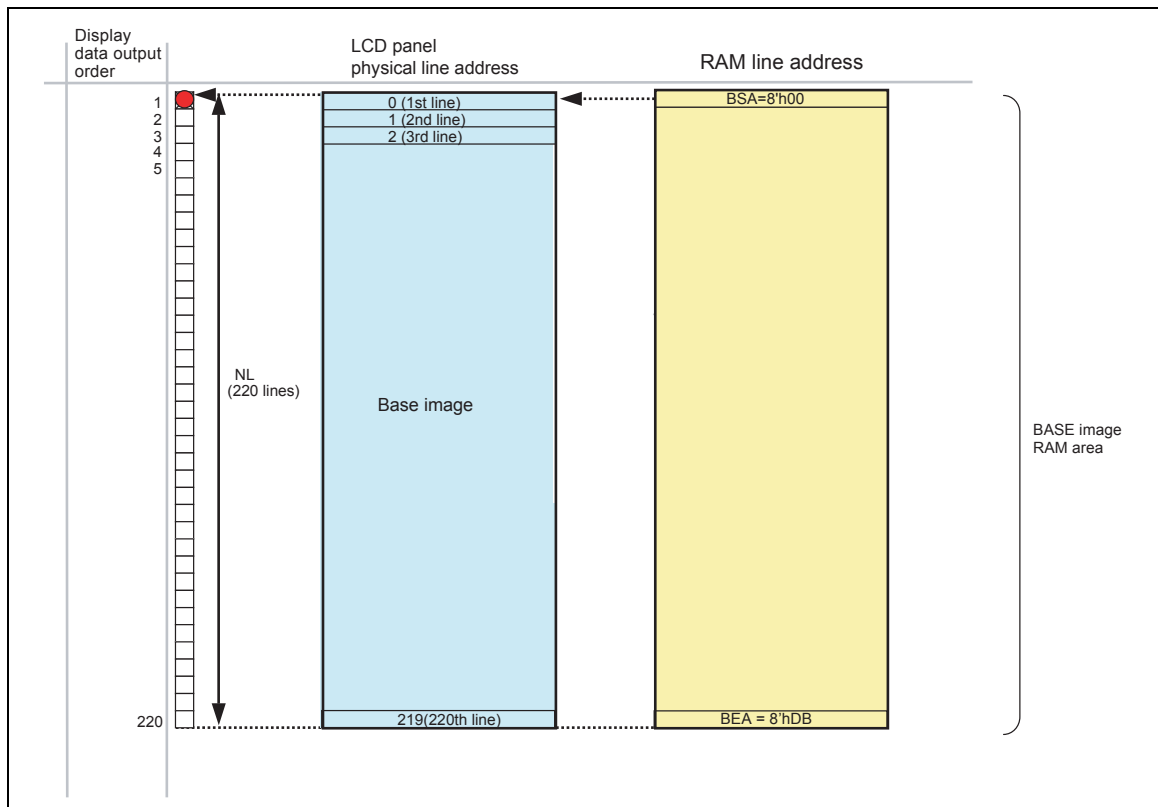 Display
data output
order
LCD panel
physical line address
RAM line address
1
2
3
4
5
0 (1st line)
1 (2nd line)
2 (3rd line)
BSA=8'h00
NL
(220 lines)
Base image
BASE image
RAM area
220
219(220th line)
BEA = 8’hDB